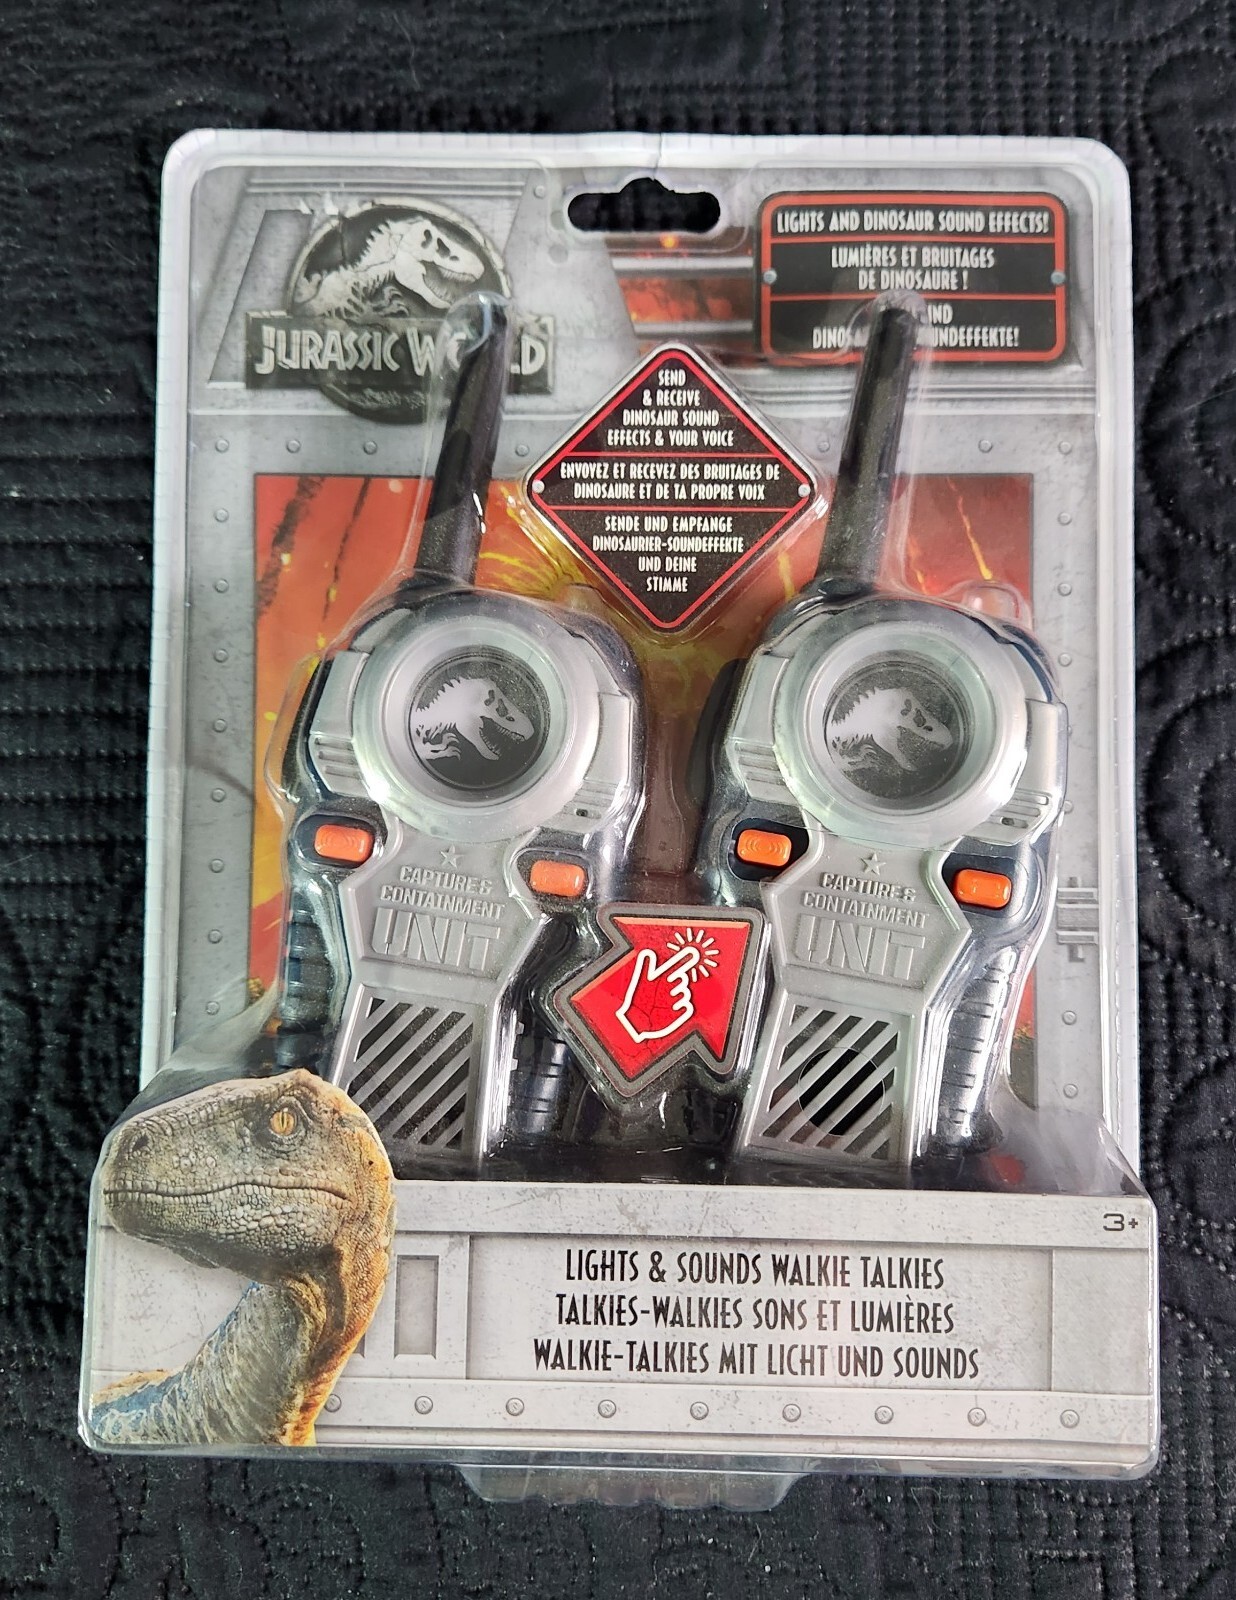 JURASSIC WORLD
LIGHTS AND DINOSAUR SOUND EFFECTS!
LUMIÈRES ET BRUITAGES
DE DINOSAURE !
UND
SOUNDEFFEKTE!
SEND
& RECEIVE
DINOSAUR SOUND
EFFECTS & YOUR VOICE
ENVOYEZ ET RECEVEZ DES BRUITAGES DE
DINOSAURE ET DE TA PROPRE VOIX
SENDE UND EMPFANGE
DINOSAURIER-SOUNDEFFEKTE
UND DEINE
STIMME
CAPTURE &
CONTAINMENT
UNIT
CAPTURE &
CONTAINMENT
UNIT
3+
LIGHTS & SOUNDS WALKIE TALKIES
TALKIES-WALKIES SONS ET LUMIÈRES
WALKIE-TALKIES MIT LICHT UND SOUNDS